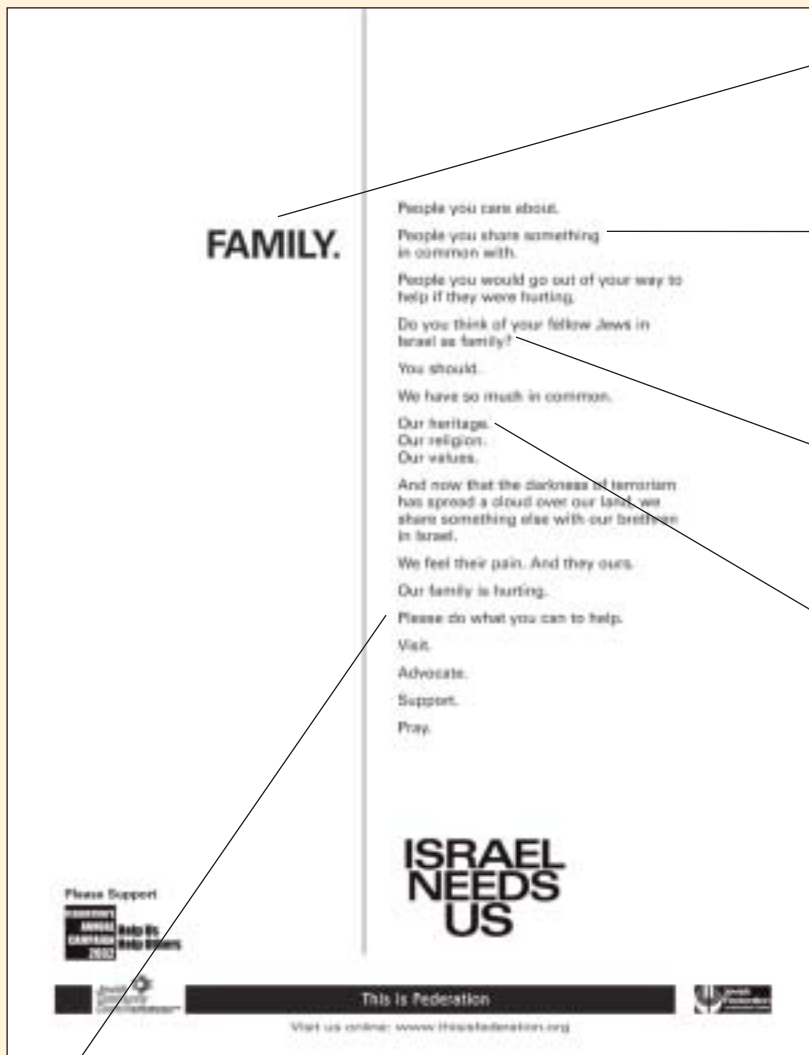 FAMILY.
People you care about.
People you share something
in common with.
People you would go out of your way to
help if they were hurting.
Do you think of your fellow Jews in
Israel as family?
You should.
We have so much in common.
Our heritage.
Our religion.
Our values.
And now that the darkness of terrorism
has spread a cloud over our land, we
share something else with our brethren
in Israel.
We feel their pain. And they ours.
Our family is hurting.
Please do what you can to help.
Visit.
Advocate.
Support.
Pray.
ISRAEL
NEEDS
US
Please Support
ANNUAL
CAMPAIGN
2002
Help Us
Help Others
Jewish
Community
This is Federation
Jewish
Federation
Visit us online: www.thisisfederation.org